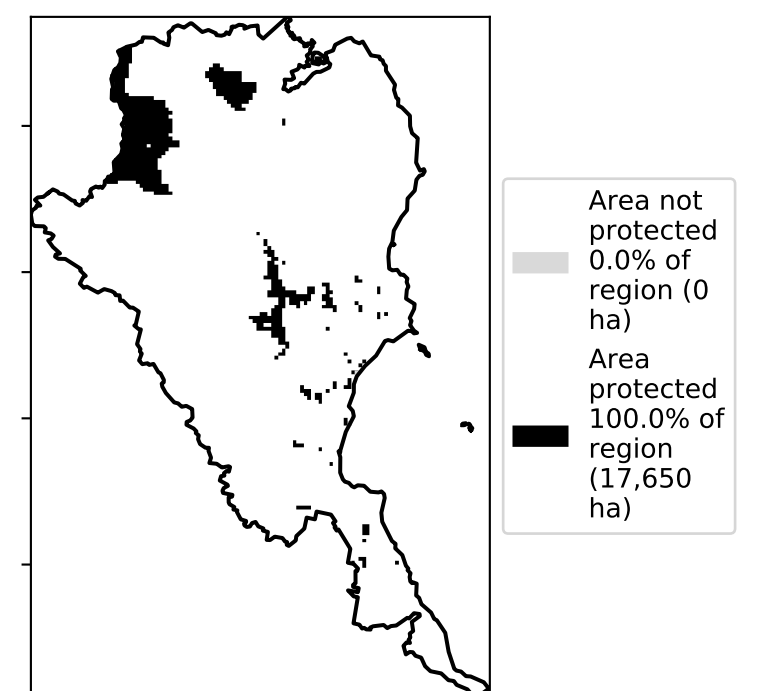 Area not
protected
0.0% of
region (0
ha)
Area
protected
100.0% of
region
(17,650
ha)